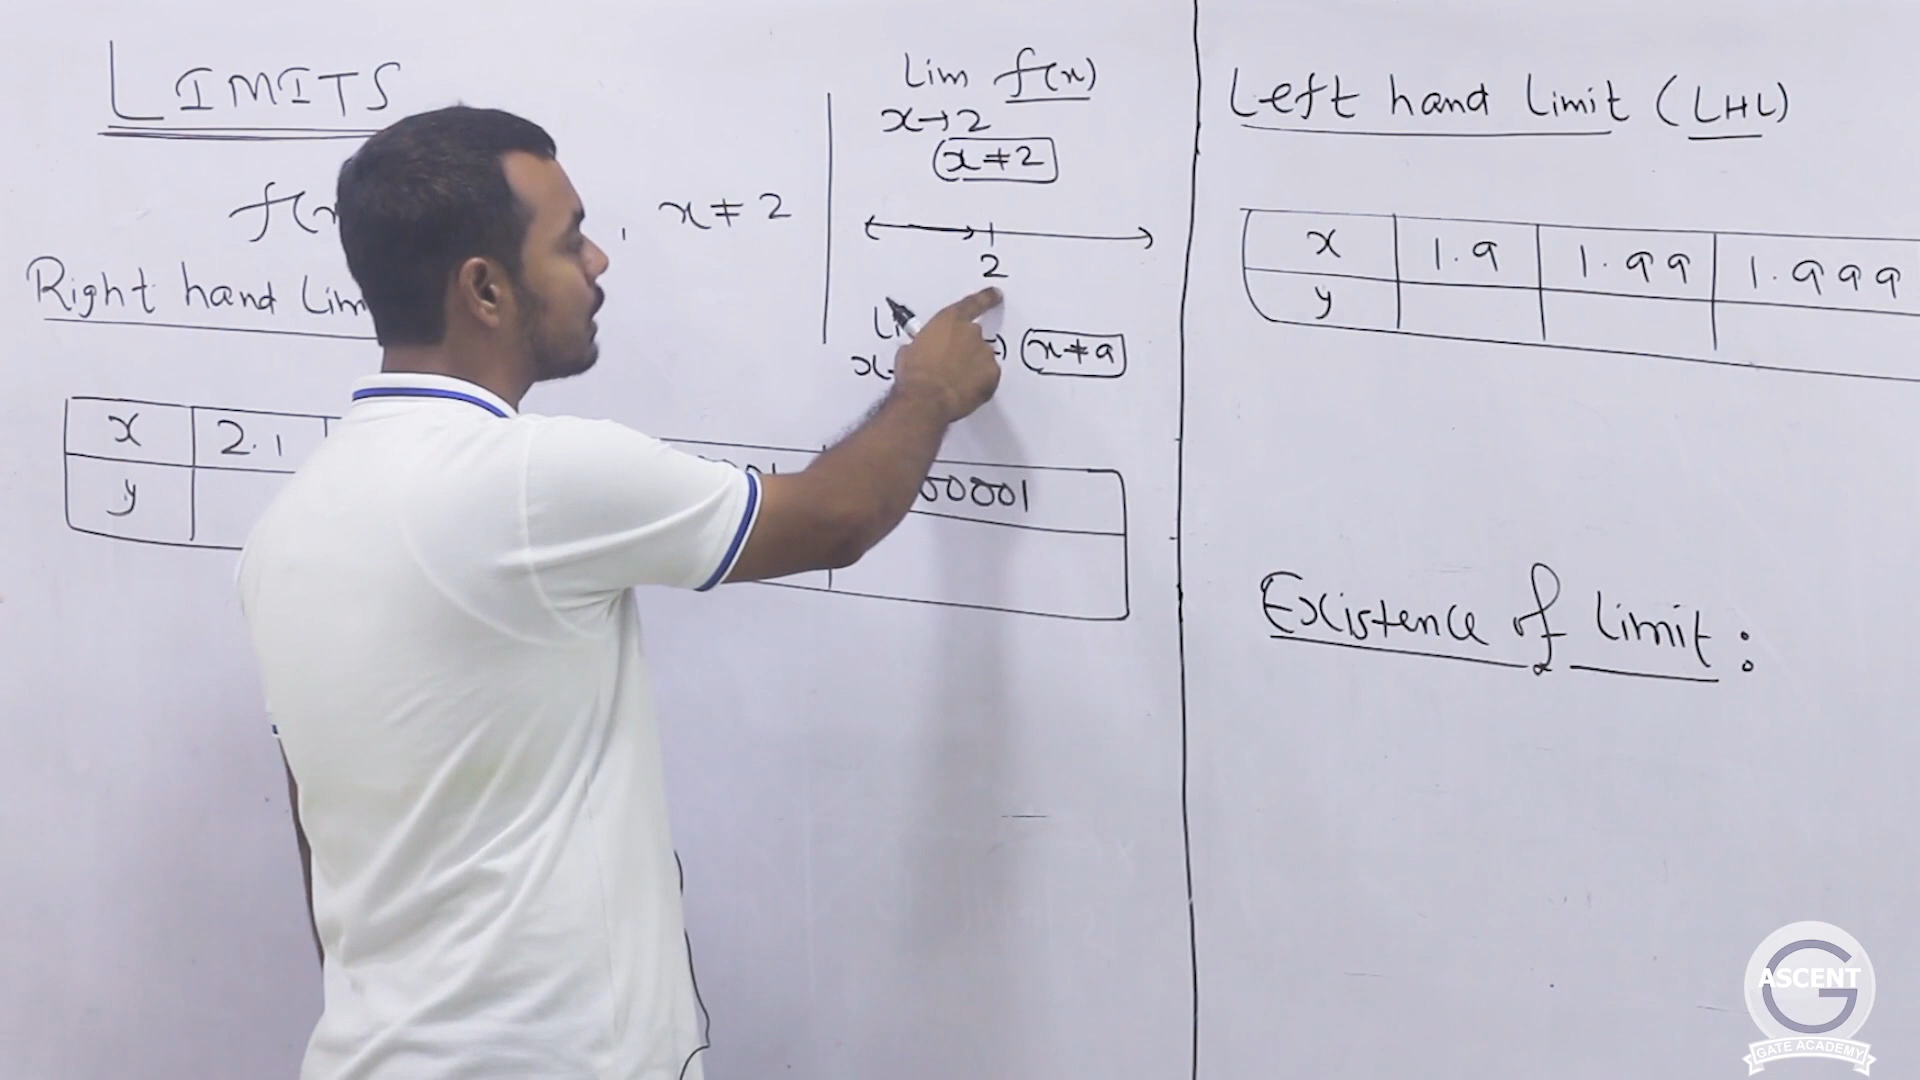 LIMITS
f(x , x ≠ 2
Right hand Lim
x 2.1 00001
y
Lim f(x)
x→2
x ≠ 2
2
x ≠ a
Left hand Limit (LHL)
x 1.9 1.99 1.999
y
Existence of Limit :
ASCENT
G
GATE ACADEMY